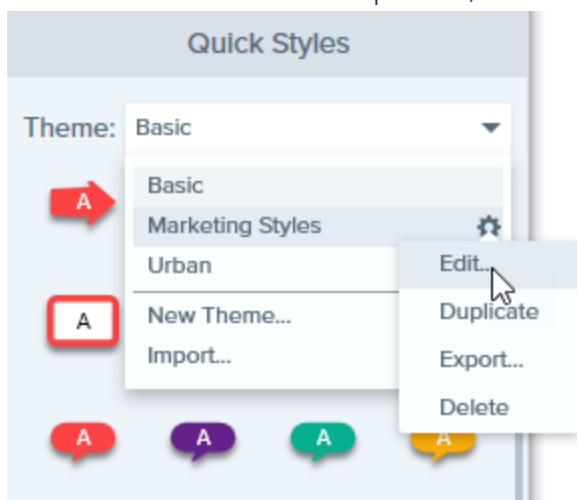 Quick Styles
Theme: Basic
A
Basic
Marketing Styles
Urban
Edit...
A
New Theme...
Duplicate
Import...
Export...
Delete
A A A A